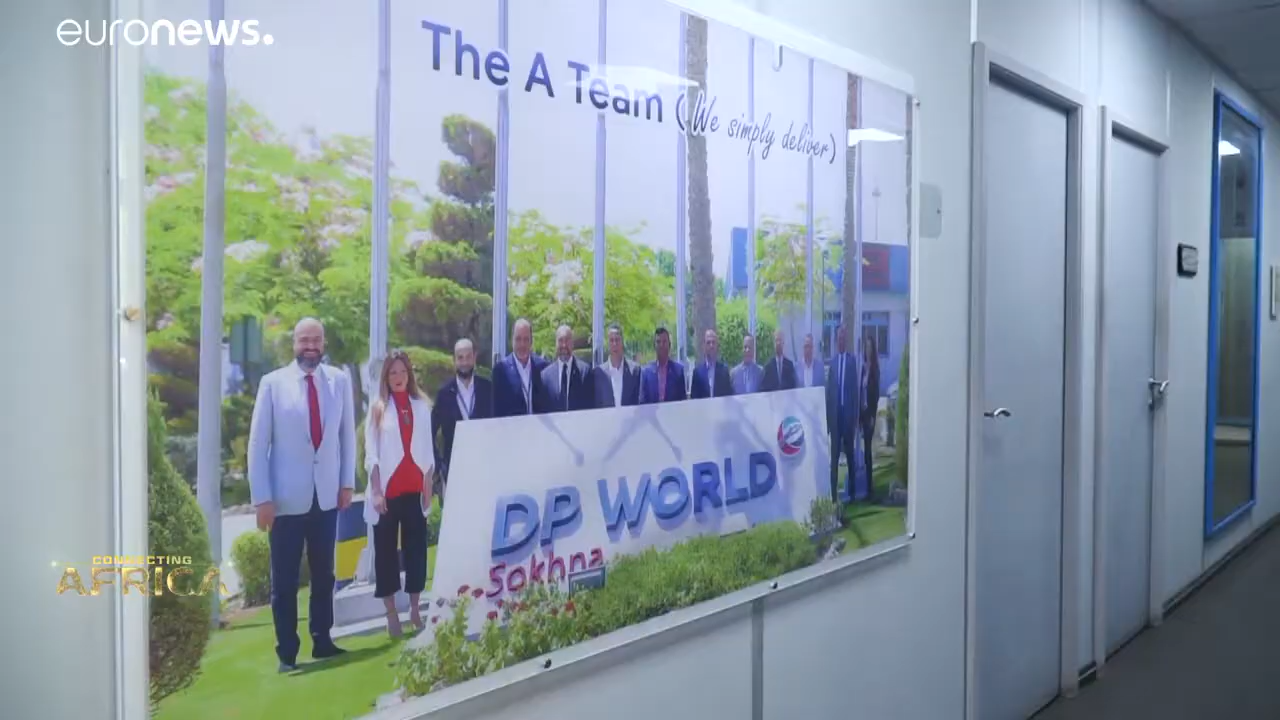 euronews.
The A Team (We simply deliver)
DP WORLD
Sokhna
CONNECTING
AFRICA